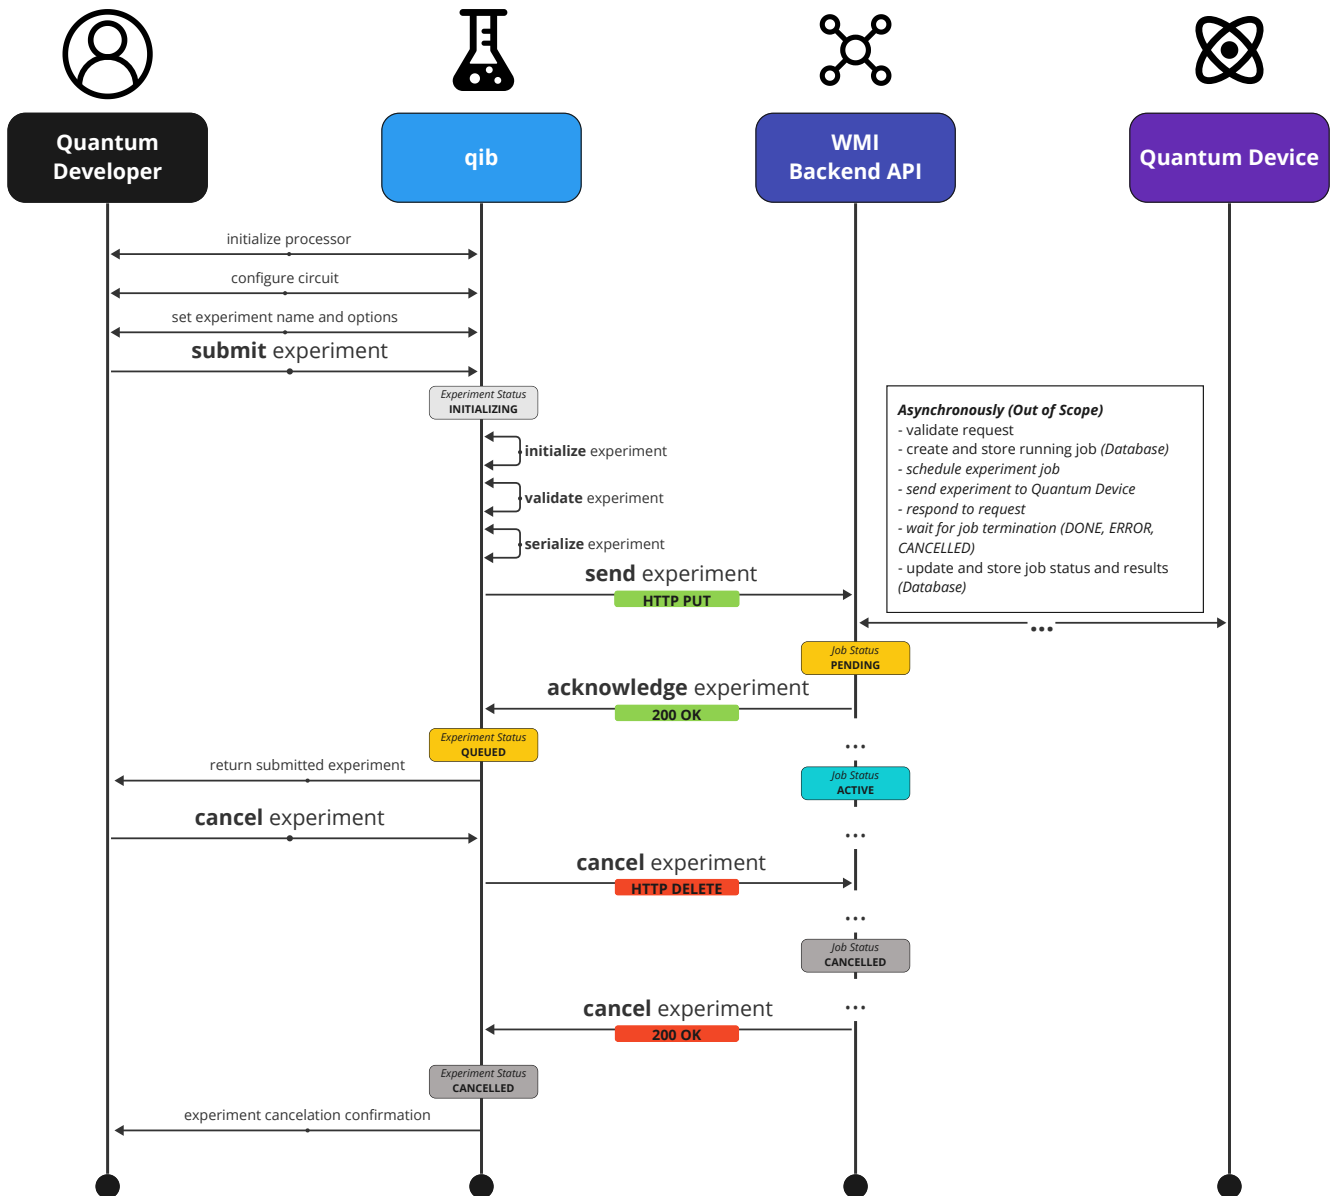 Quantum
Developer
qib
WMI
Backend API
Quantum Device
initialize processor
configure circuit
set experiment name and options
submit experiment
Experiment Status
INITIALIZING
initialize experiment
validate experiment
serialize experiment
Asynchronously (Out of Scope)
- validate request
- create and store running job (Database)
- schedule experiment job
- send experiment to Quantum Device
- respond to request
- wait for job termination (DONE, ERROR,
CANCELLED)
- update and store job status and results
(Database)
send experiment
HTTP PUT
...
Job Status
PENDING
acknowledge experiment
200 OK
Experiment Status
QUEUED
...
return submitted experiment
Job Status
ACTIVE
cancel experiment
...
cancel experiment
HTTP DELETE
...
Job Status
CANCELLED
...
cancel experiment
200 OK
Experiment Status
CANCELLED
experiment cancelation confirmation